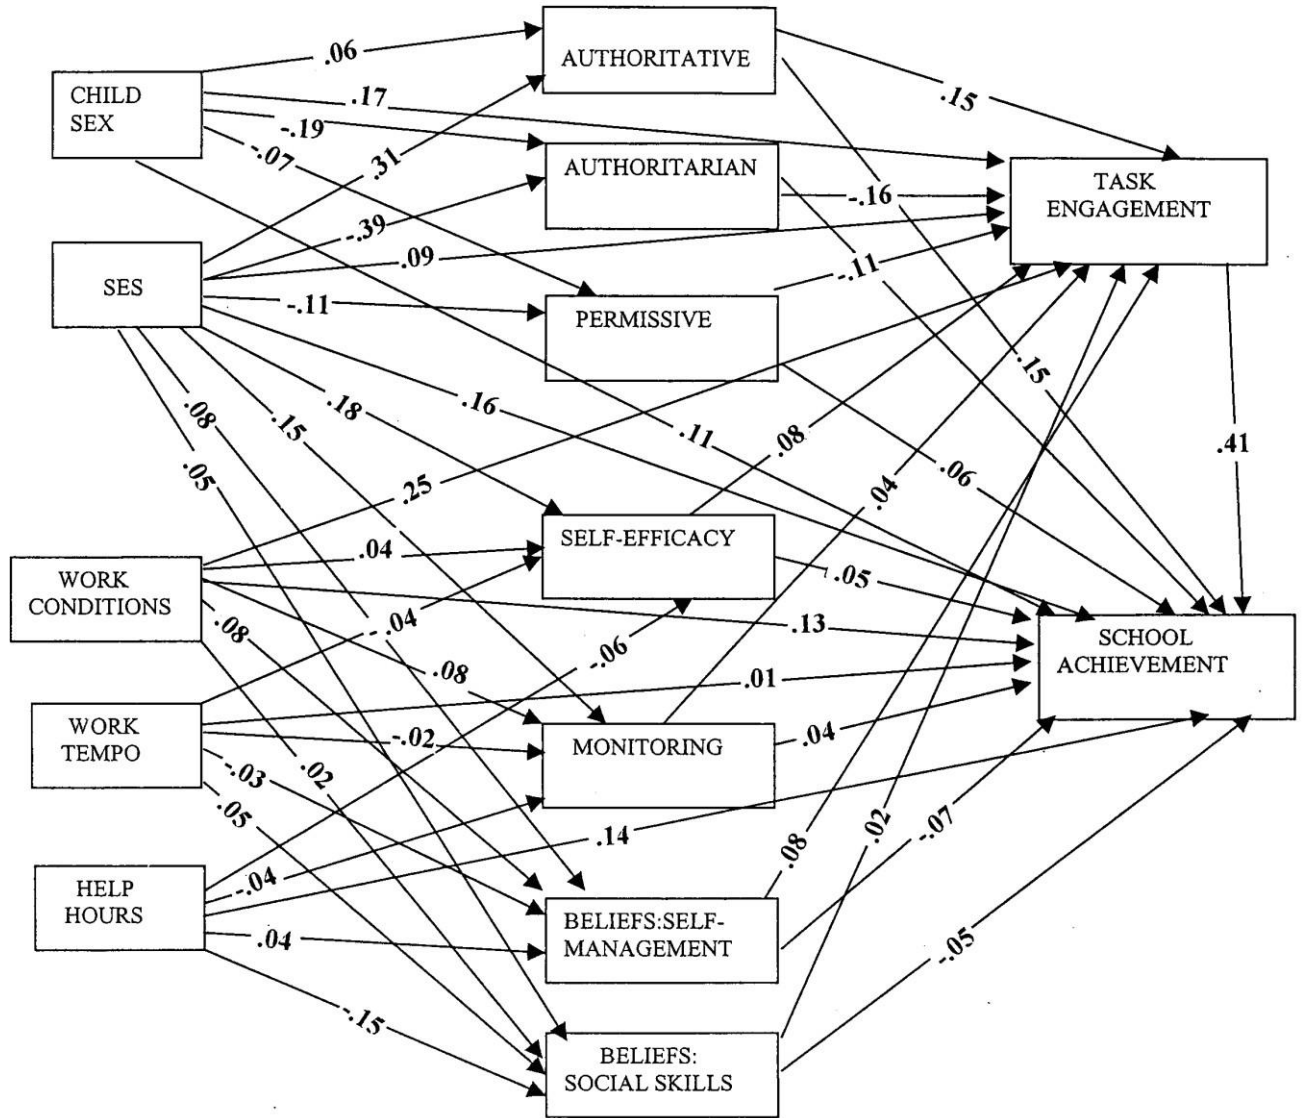 .06
AUTHORITATIVE
CHILD
SEX
.17
.15
-.19
-.07
.31
AUTHORITARIAN
-.16
TASK
ENGAGEMENT
-.39
.09
-.11
SES
-.11
PERMISSIVE
.08
.05
.15
.18
.16
.11
.15
.08
.06
.41
.25
.04
.04
SELF-EFFICACY
.05
WORK
CONDITIONS
.08
-.04
-.06
.13
SCHOOL
ACHIEVEMENT
.08
.01
WORK
TEMPO
-.02
MONITORING
.04
-.03
.02
.05
.14
.08
.02
-.07
HELP
HOURS
-.04
.04
BELIEFS:SELF-
MANAGEMENT
-.05
-.15
BELIEFS:
SOCIAL SKILLS